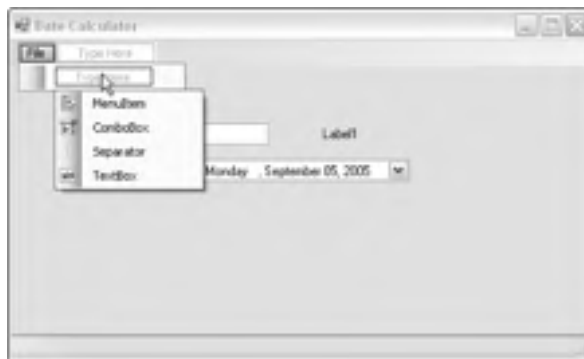 Date Calculator
File Type Here
Type Here
MenuItem
ComboBox
Separator
TextBox
Label1
Monday , September 05, 2005